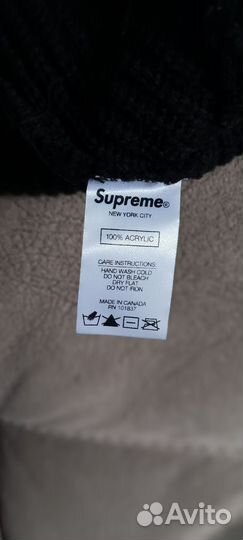 Supreme®
NEW YORK CITY
100% ACRYLIC
CARE INSTRUCTIONS:
HAND WASH COLD
DO NOT BLEACH
DRY FLAT
DO NOT IRON
MADE IN CANADA
RN 101837
Avito